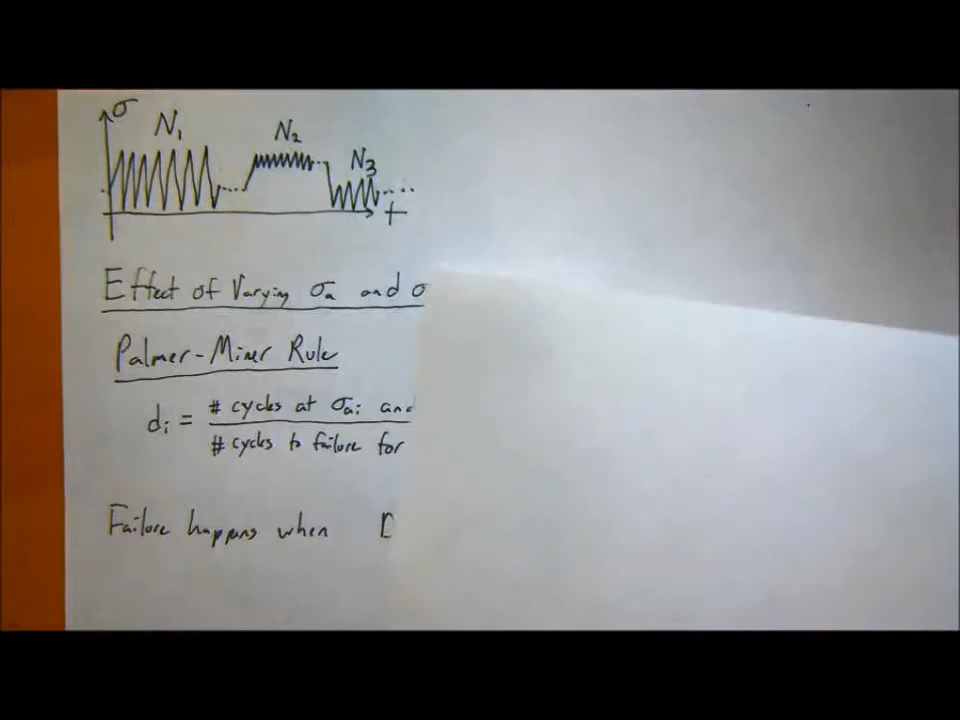 σ
N₁
N₂
N₃
t
Effect of Varying σₐ and σ
Palmer-Miner Rule
dᵢ = # cycles at σₐᵢ and
# cycles to failure for
Failure happens when